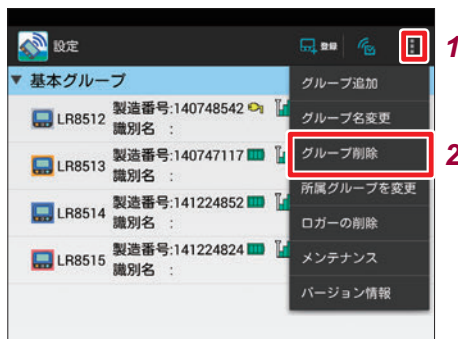 設定
登録
1
基本グループ
グループ追加
LR8512 製造番号:140748542
識別名 :
グループ名変更
LR8513 製造番号:140747117
識別名 :
グループ削除
2
所属グループを変更
LR8514 製造番号:141224852
識別名 :
ロガーの削除
LR8515 製造番号:141224824
識別名 :
メンテナンス
バージョン情報